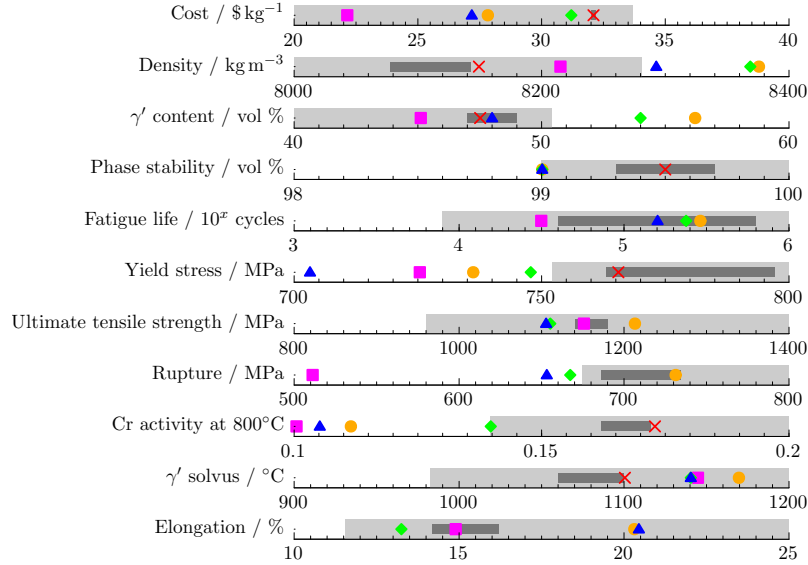 Cost / $ kg⁻¹
20 25 30 35 40
Density / kg m⁻³
8000 8200 8400
γ′ content / vol %
40 50 60
Phase stability / vol %
98 99 100
Fatigue life / 10ˣ cycles
3 4 5 6
Yield stress / MPa
700 750 800
Ultimate tensile strength / MPa
800 1000 1200 1400
Rupture / MPa
500 600 700 800
Cr activity at 800°C
0.1 0.15 0.2
γ′ solvus / °C
900 1000 1100 1200
Elongation / %
10 15 20 25